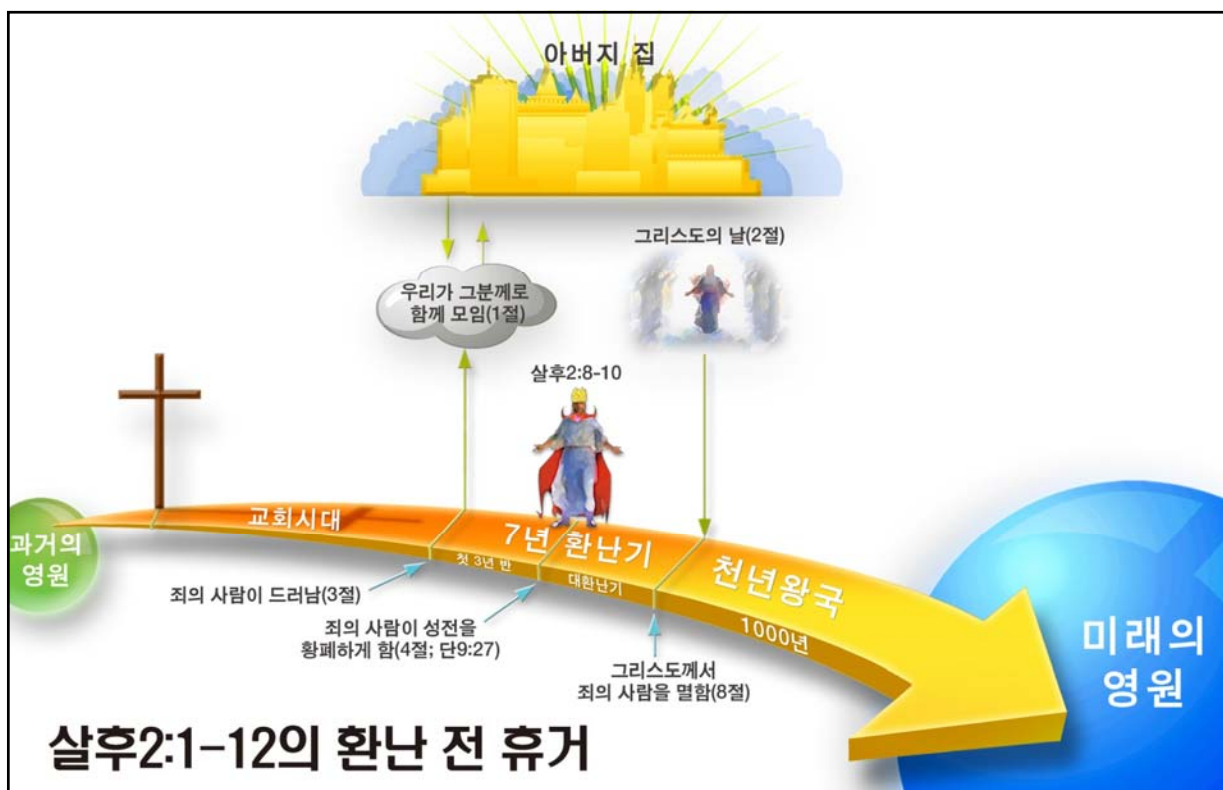 아버지 집
그리스도의 날(2절)
우리가 그분께로
함께 모임(1절)
살후2:8-10
과거의
영원
교회시대
7년 환난기
첫 3년 반
대환난기
천년왕국
1000년
죄의 사람이 드러남(3절)
죄의 사람이 성전을
황폐하게 함(4절; 단9:27)
그리스도께서
죄의 사람을 멸함(8절)
미래의
영원
살후2:1-12의 환난 전 휴거